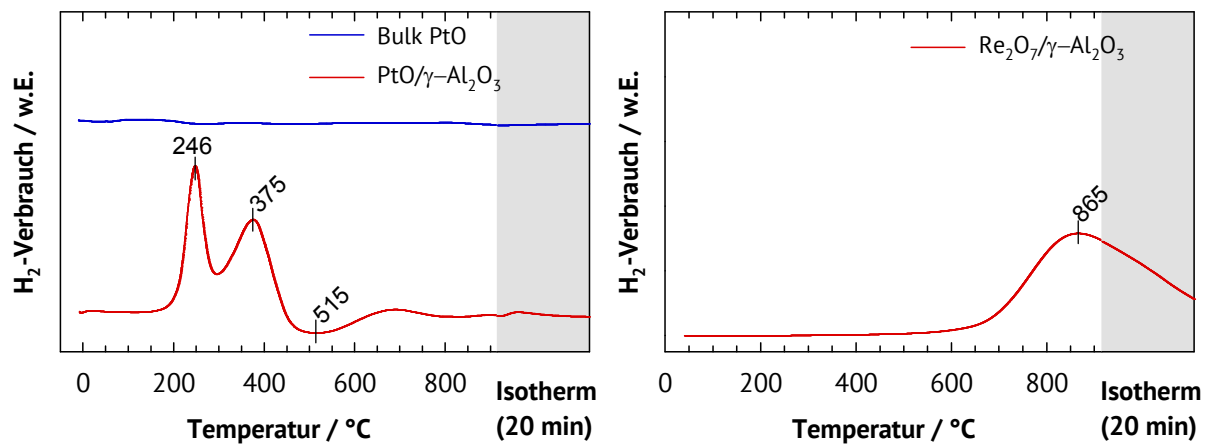 H₂-Verbrauch / w.E.
Bulk PtO
PtO/γ–Al₂O₃
246
375
515
0 200 400 600 800 Isotherm
Temperatur / °C (20 min)
H₂-Verbrauch / w.E.
Re₂O₇/γ–Al₂O₃
865
0 200 400 600 800 Isotherm
Temperatur / °C (20 min)